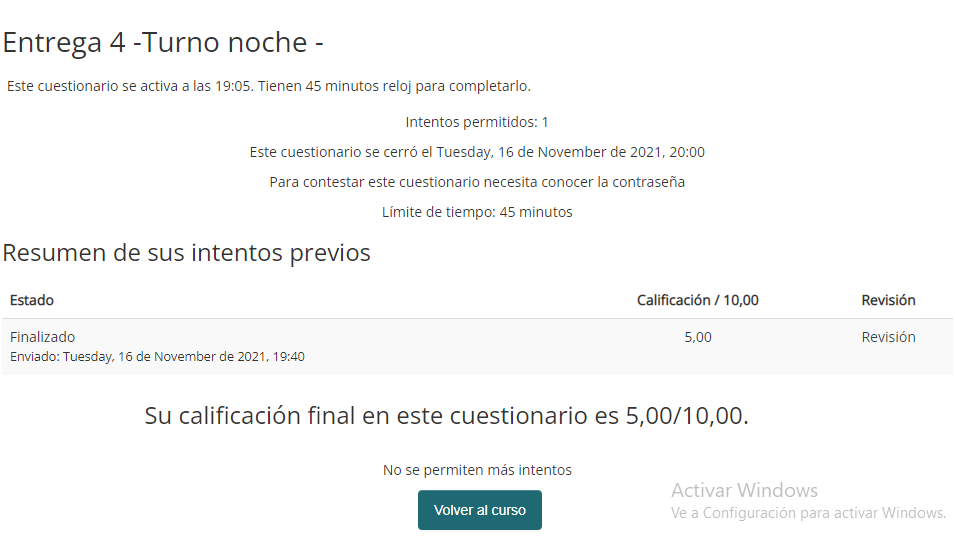 Entrega 4 -Turno noche -
Este cuestionario se activa a las 19:05. Tienen 45 minutos reloj para completarlo.
Intentos permitidos: 1
Este cuestionario se cerró el Tuesday, 16 de November de 2021, 20:00
Para contestar este cuestionario necesita conocer la contraseña
Límite de tiempo: 45 minutos
Resumen de sus intentos previos
Estado Calificación / 10,00 Revisión
Finalizado 5,00 Revisión
Enviado: Tuesday, 16 de November de 2021, 19:40
Su calificación final en este cuestionario es 5,00/10,00.
No se permiten más intentos
Volver al curso
Activar Windows
Ve a Configuración para activar Windows.